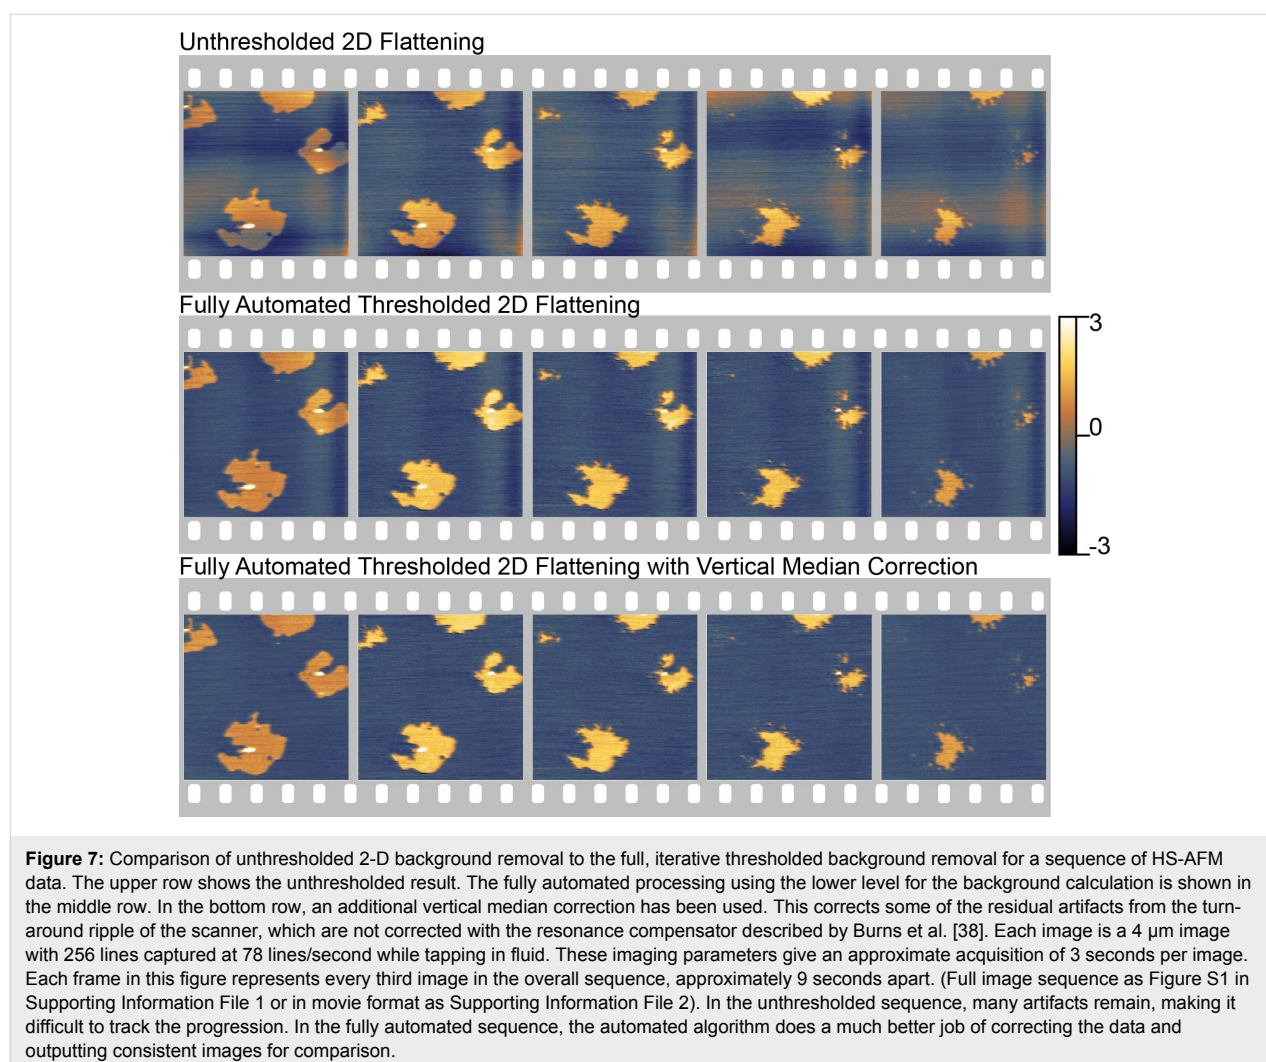 Unthresholded 2D Flattening
Fully Automated Thresholded 2D Flattening
3
0
-3
Fully Automated Thresholded 2D Flattening with Vertical Median Correction
Figure 7: Comparison of unthresholded 2-D background removal to the full, iterative thresholded background removal for a sequence of HS-AFM
data. The upper row shows the unthresholded result. The fully automated processing using the lower level for the background calculation is shown in
the middle row. In the bottom row, an additional vertical median correction has been used. This corrects some of the residual artifacts from the turn-
around ripple of the scanner, which are not corrected with the resonance compensator described by Burns et al. [38]. Each image is a 4 μm image
with 256 lines captured at 78 lines/second while tapping in fluid. These imaging parameters give an approximate acquisition of 3 seconds per image.
Each frame in this figure represents every third image in the overall sequence, approximately 9 seconds apart. (Full image sequence as Figure S1 in
Supporting Information File 1 or in movie format as Supporting Information File 2). In the unthresholded sequence, many artifacts remain, making it
difficult to track the progression. In the fully automated sequence, the automated algorithm does a much better job of correcting the data and
outputting consistent images for comparison.